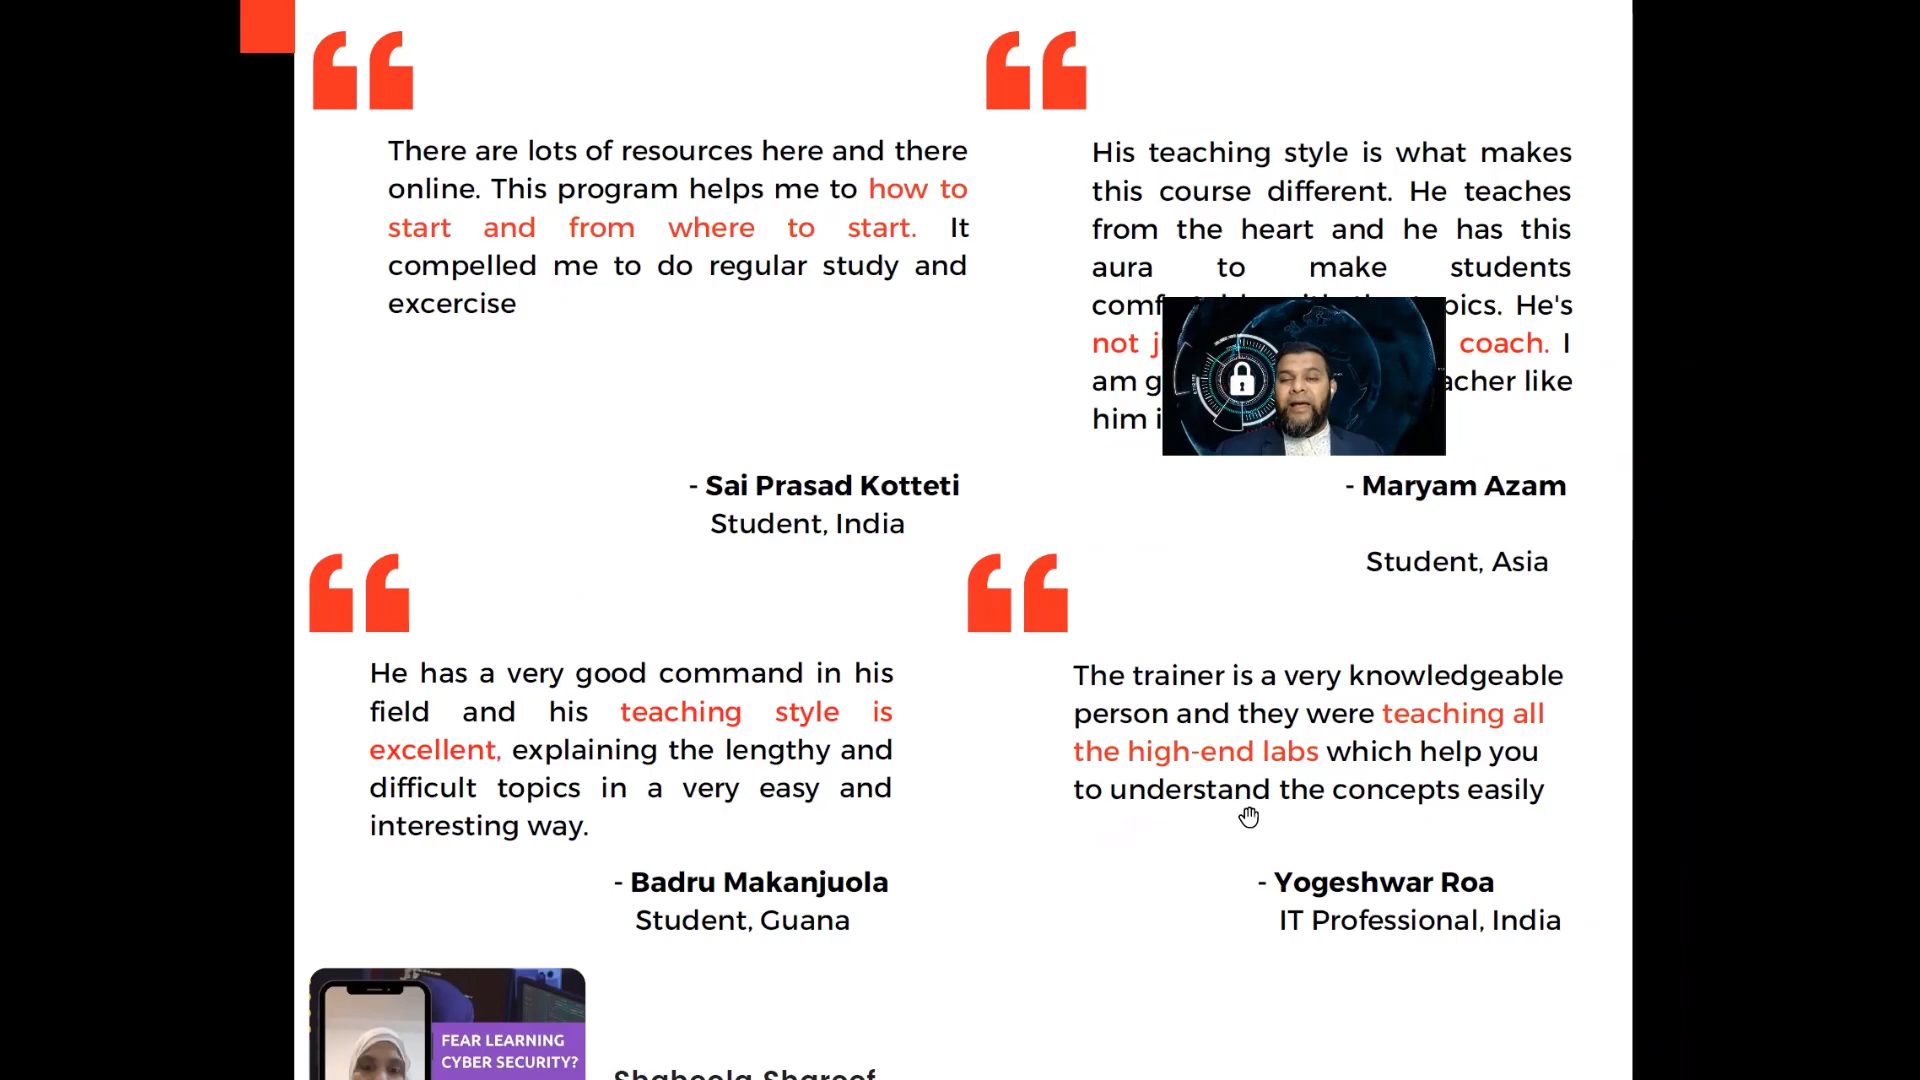 There are lots of resources here and there
online. This program helps me to how to
start and from where to start. It
compelled me to do regular study and
excercise
- Sai Prasad Kotteti
Student, India
His teaching style is what makes
this course different. He teaches
from the heart and he has this
aura to make students
He's
not coach. I
am like
him
- Maryam Azam
Student, Asia
He has a very good command in his
field and his teaching style is
excellent, explaining the lengthy and
difficult topics in a very easy and
interesting way.
- Badru Makanjuola
Student, Guana
The trainer is a very knowledgeable
person and they were teaching all
the high-end labs which help you
to understand the concepts easily
- Yogeshwar Roa
IT Professional, India
FEAR LEARNING
CYBER SECURITY?